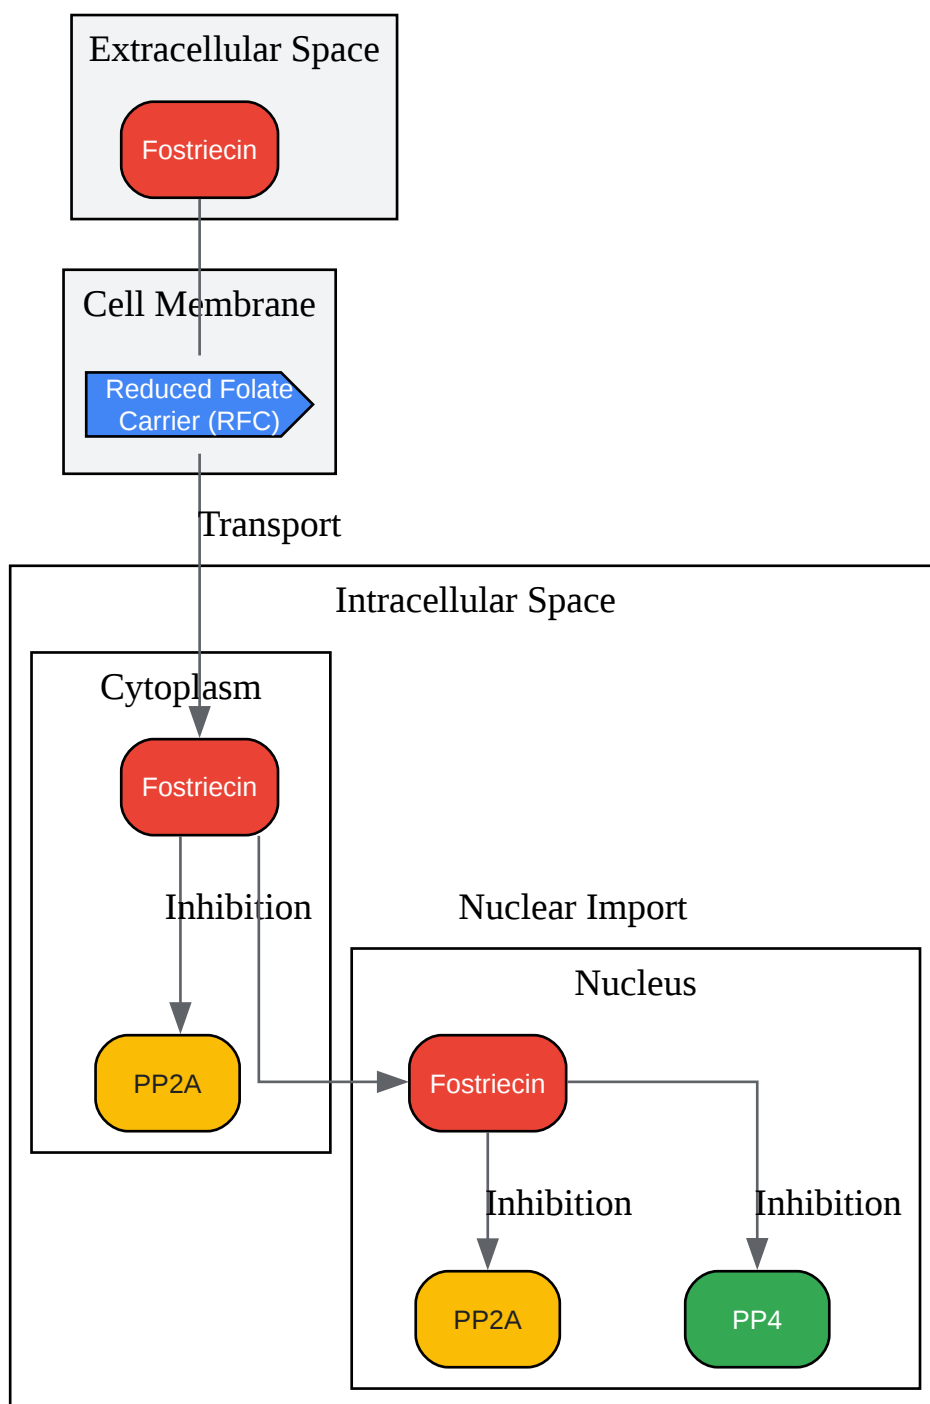 Extracellular Space
Fostriecin
Cell Membrane
Reduced Folate
Carrier (RFC)
Transport
Intracellular Space
Cytoplasm
Fostriecin
Inhibition
Nuclear Import
Nucleus
PP2A
Fostriecin
Inhibition
Inhibition
PP2A
PP4